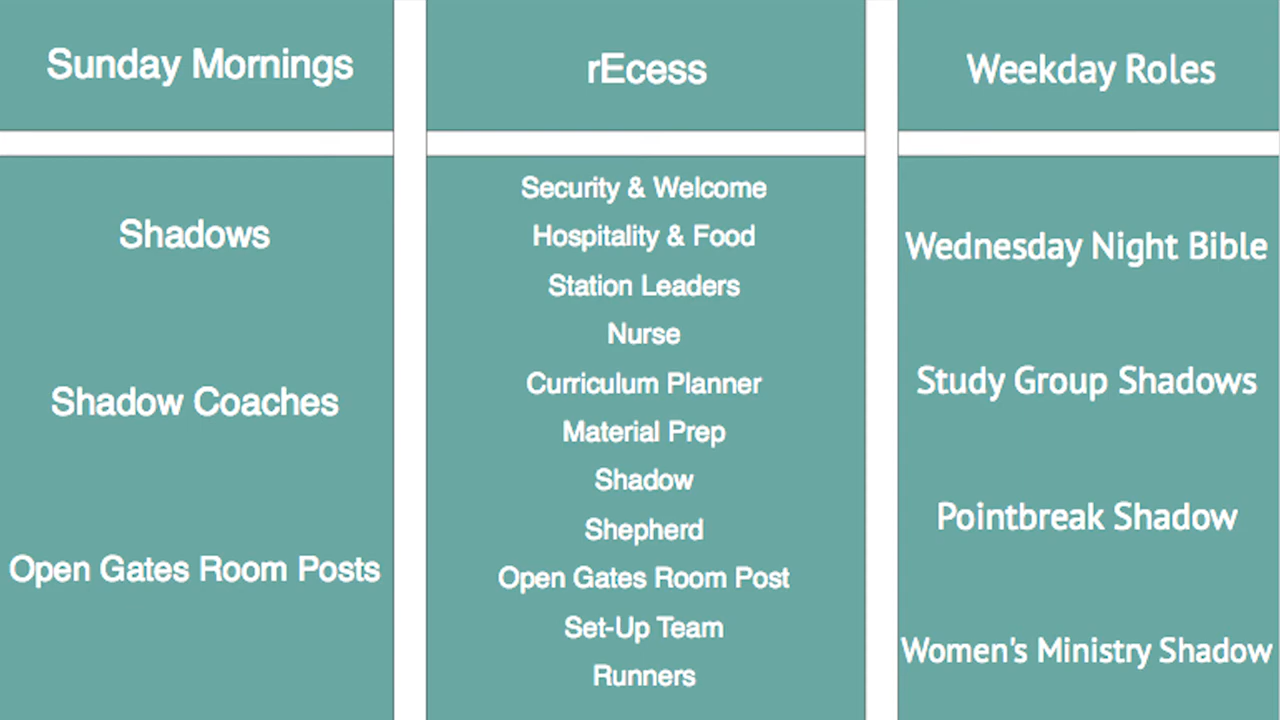 Sunday Mornings
Shadows
Shadow Coaches
Open Gates Room Posts
rEcess
Security & Welcome
Hospitality & Food
Station Leaders
Nurse
Curriculum Planner
Material Prep
Shadow
Shepherd
Open Gates Room Post
Set-Up Team
Runners
Weekday Roles
Wednesday Night Bible
Study Group Shadows
Pointbreak Shadow
Women's Ministry Shadow